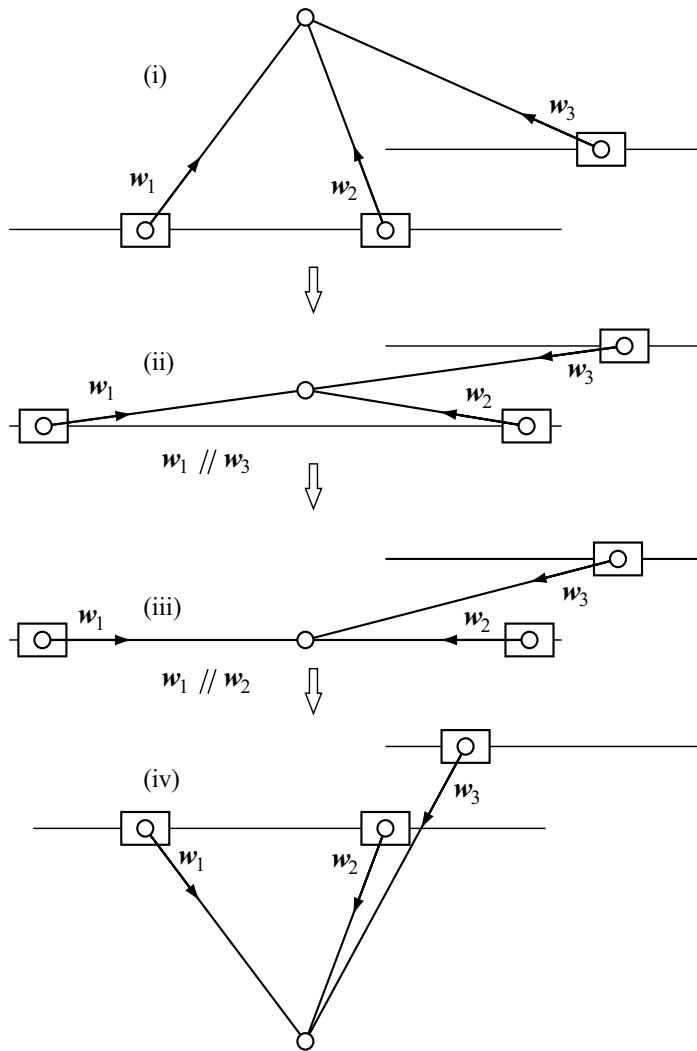 (i)
w₃
w₁
w₂
(ii)
w₁
w₃
w₂
w₁ // w₃
(iii)
w₁
w₂
w₃
w₁ // w₂
(iv)
w₃
w₁
w₂